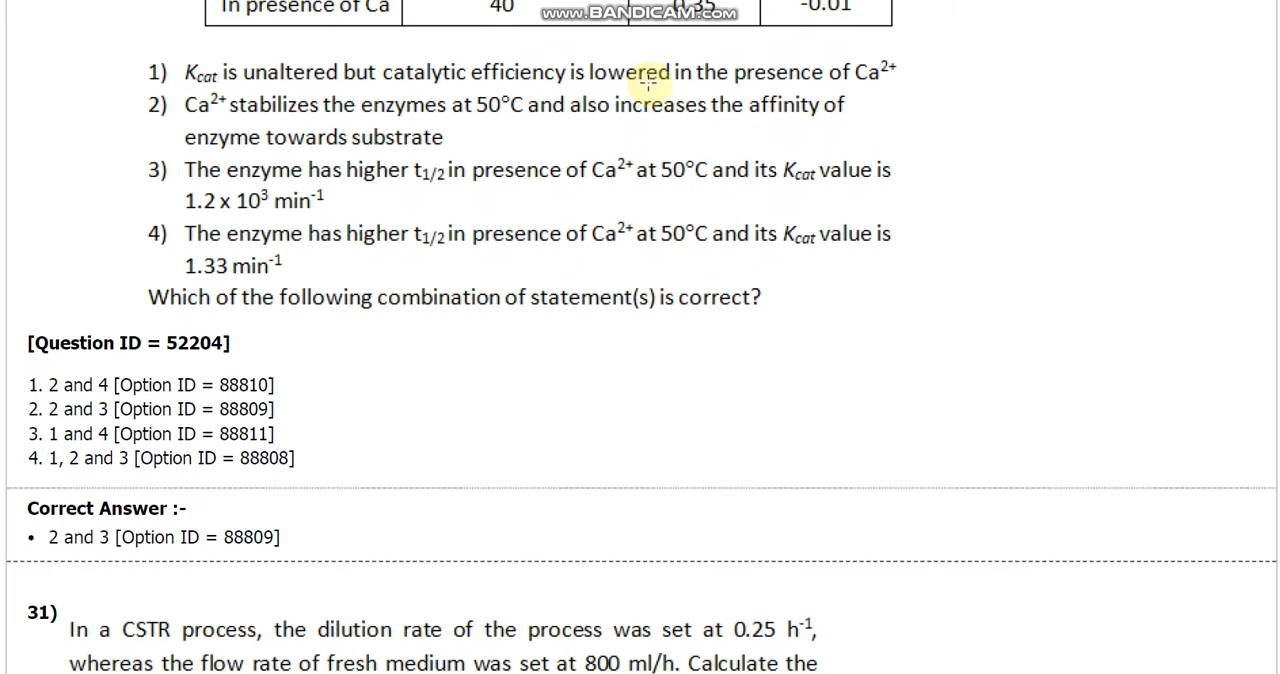 In presence of Ca 40 0.35 -0.01
www.BANDICAM.com
1) Kcat is unaltered but catalytic efficiency is lowered in the presence of Ca²⁺
2) Ca²⁺ stabilizes the enzymes at 50°C and also increases the affinity of
enzyme towards substrate
3) The enzyme has higher t1/2 in presence of Ca²⁺ at 50°C and its Kcat value is
1.2 x 10³ min⁻¹
4) The enzyme has higher t1/2 in presence of Ca²⁺ at 50°C and its Kcat value is
1.33 min⁻¹
Which of the following combination of statement(s) is correct?
[Question ID = 52204]
1. 2 and 4 [Option ID = 88810]
2. 2 and 3 [Option ID = 88809]
3. 1 and 4 [Option ID = 88811]
4. 1, 2 and 3 [Option ID = 88808]
Correct Answer :-
• 2 and 3 [Option ID = 88809]
31)
In a CSTR process, the dilution rate of the process was set at 0.25 h⁻¹,
whereas the flow rate of fresh medium was set at 800 ml/h. Calculate the